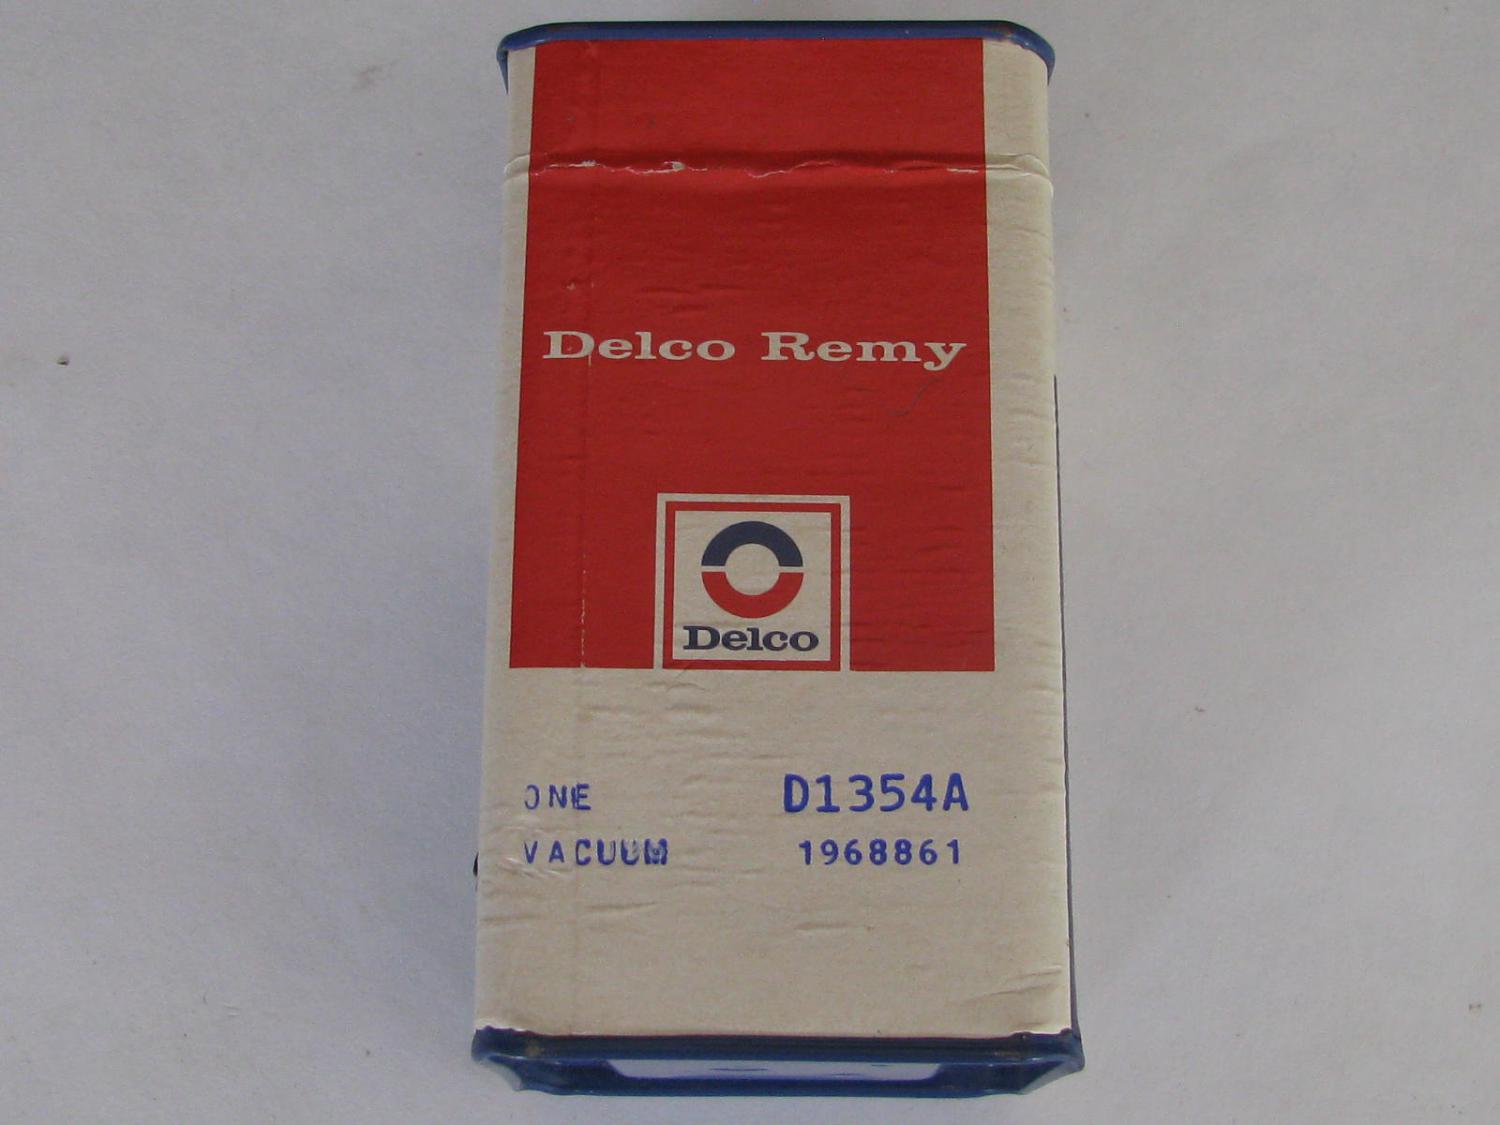 Delco Remy
Delco
ONE D1354A
VACUUM 1968861